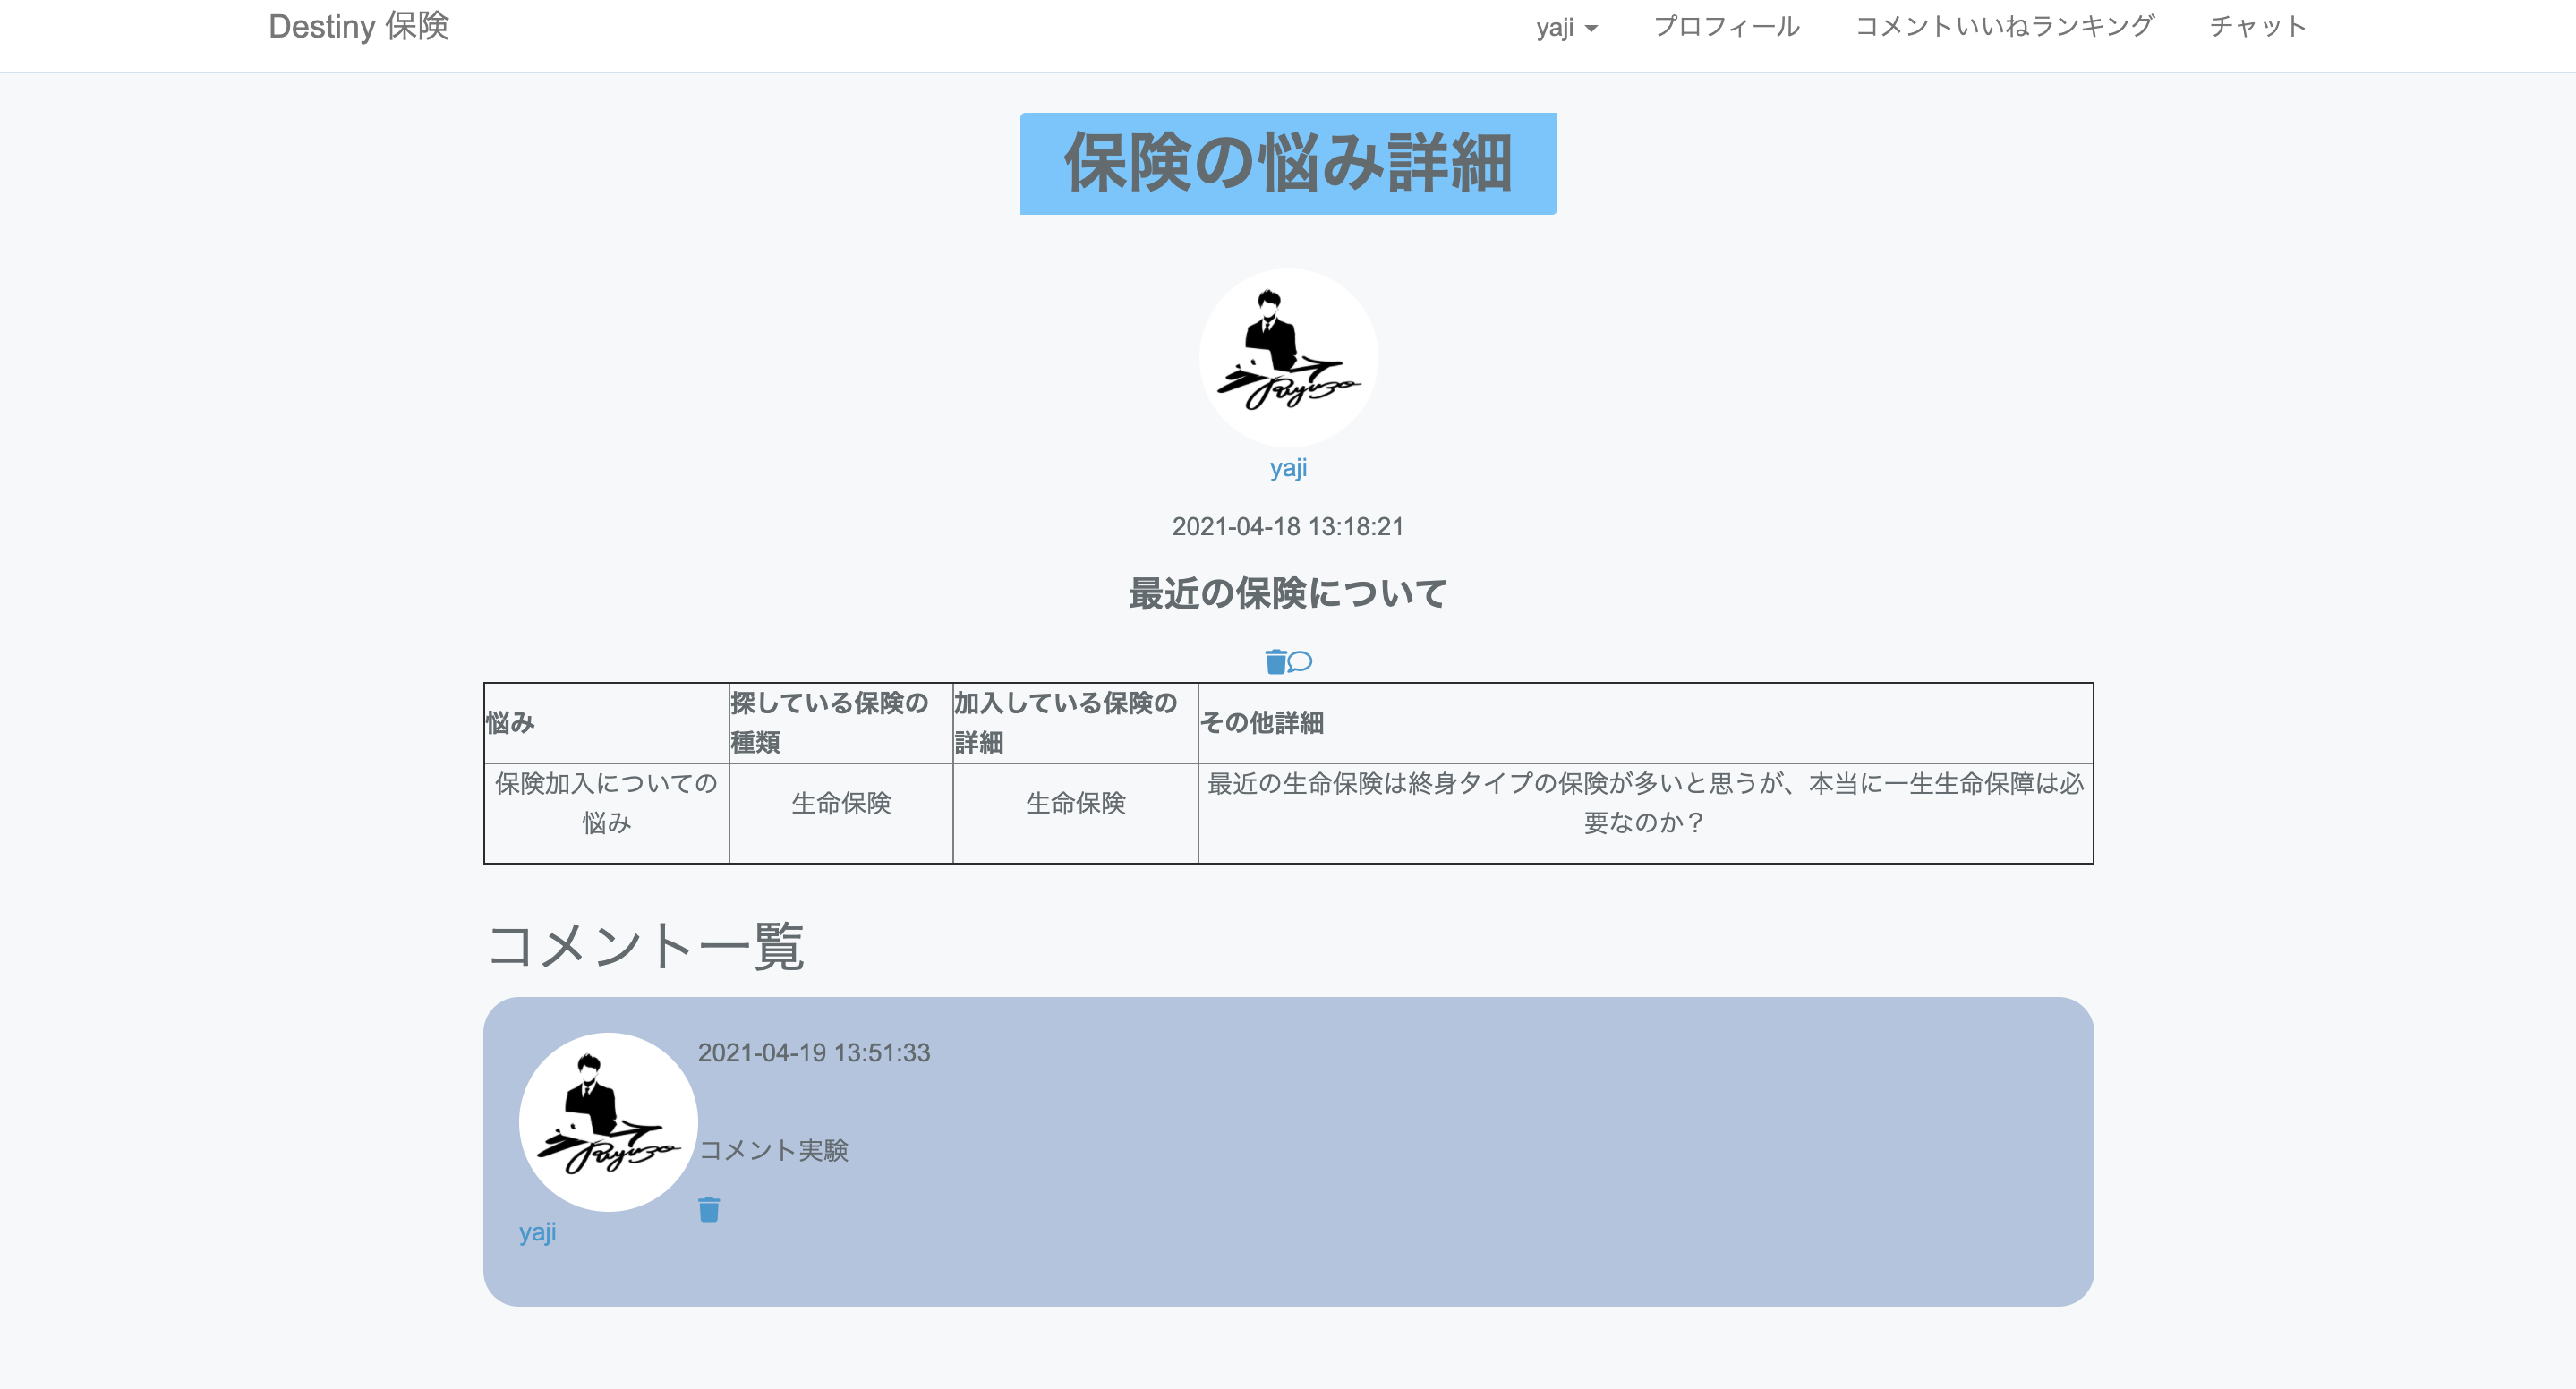 Destiny 保険
yaji
プロフィール
コメントいいねランキング
チャット
保険の悩み詳細
Ryuzo
yaji
2021-04-18 13:18:21
最近の保険について
悩み
探している保険の
種類
加入している保険の
詳細
その他詳細
保険加入についての
悩み
生命保険
生命保険
最近の生命保険は終身タイプの保険が多いと思うが、本当に一生生命保障は必
要なのか？
コメント一覧
2021-04-19 13:51:33
Ryuzo
コメント実験
yaji